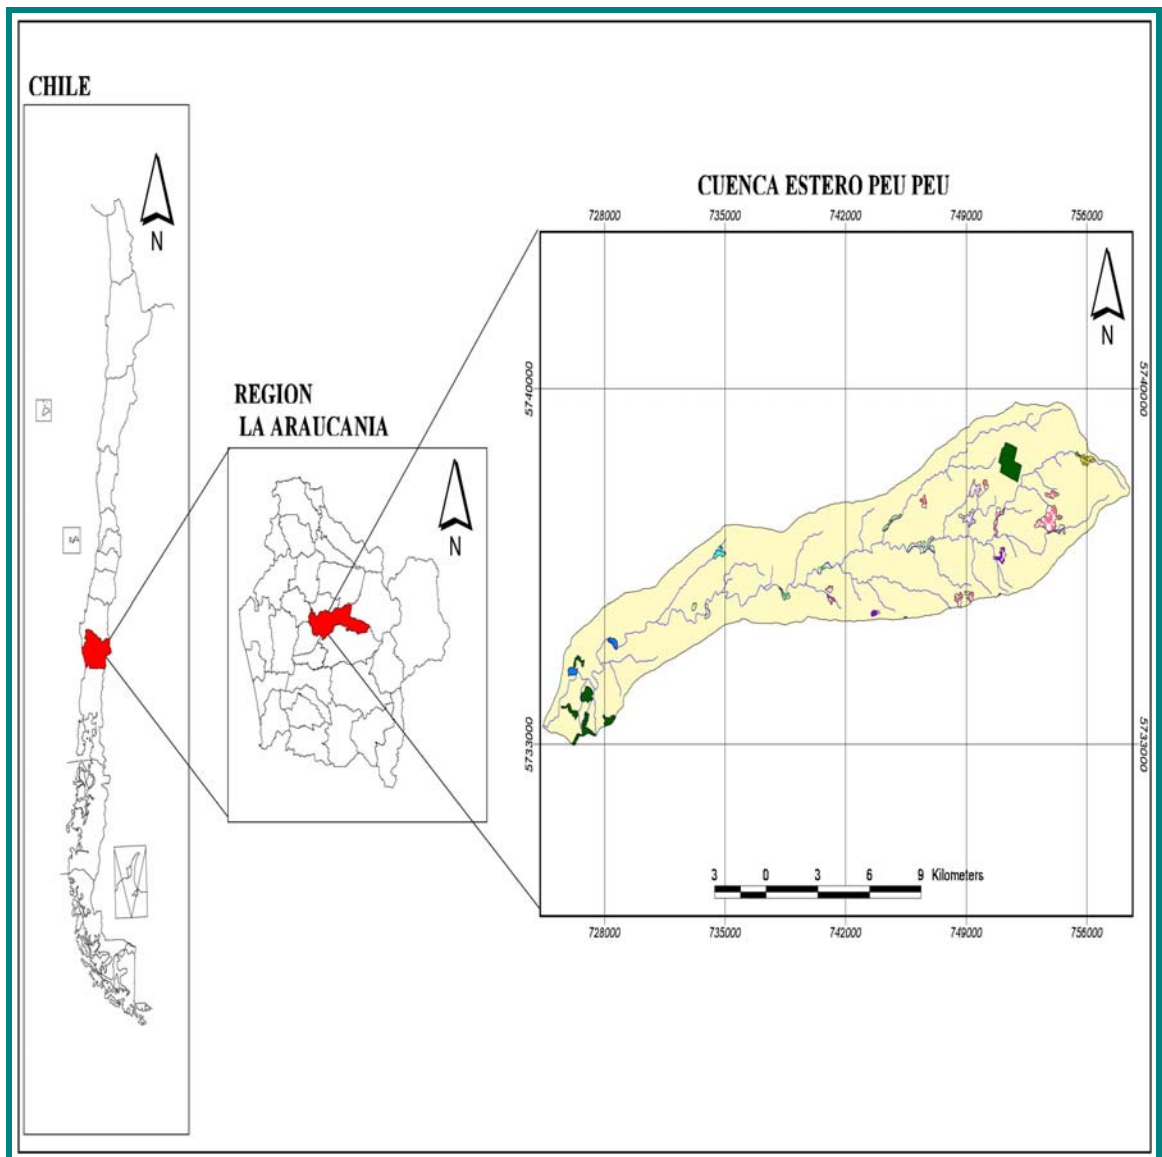 CHILE
N
REGION
LA ARAUCANIA
N
CUENCA ESTERO PEU PEU
728000 735000 742000 749000 756000
N
5740000 5740000
5733000 5733000
3 0 3 6 9 Kilometers
728000 735000 742000 749000 756000